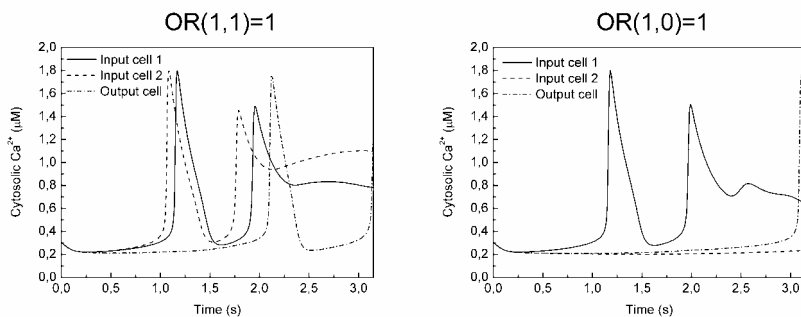 OR(1,1)=1
2,0
1,8
1,6
1,4
1,2
1,0
0,8
0,6
0,4
0,2
0,0
Cytosolic Ca²⁺ (μM)
Input cell 1
Input cell 2
Output cell
0,0 0,5 1,0 1,5 2,0 2,5 3,0
Time (s)
OR(1,0)=1
2,0
1,8
1,6
1,4
1,2
1,0
0,8
0,6
0,4
0,2
0,0
Cytosolic Ca²⁺ (μM)
Input cell 1
Input cell 2
Output cell
0,0 0,5 1,0 1,5 2,0 2,5 3,0
Time (s)